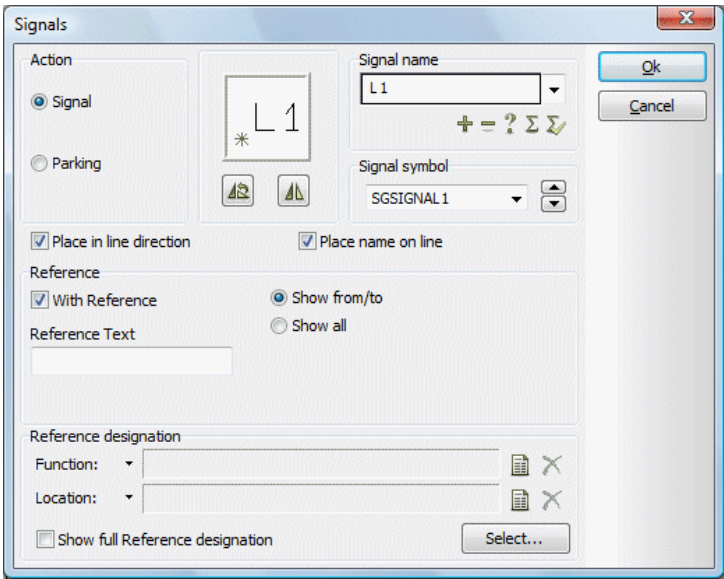 Signals
Action
Signal
Parking
L 1
Signal name
L1
+ = ? Σ Σ
Signal symbol
SGSIGNAL1
Ok
Cancel
Place in line direction
Place name on line
Reference
With Reference
Show from/to
Show all
Reference Text
Reference designation
Function:
Location:
Show full Reference designation
Select...